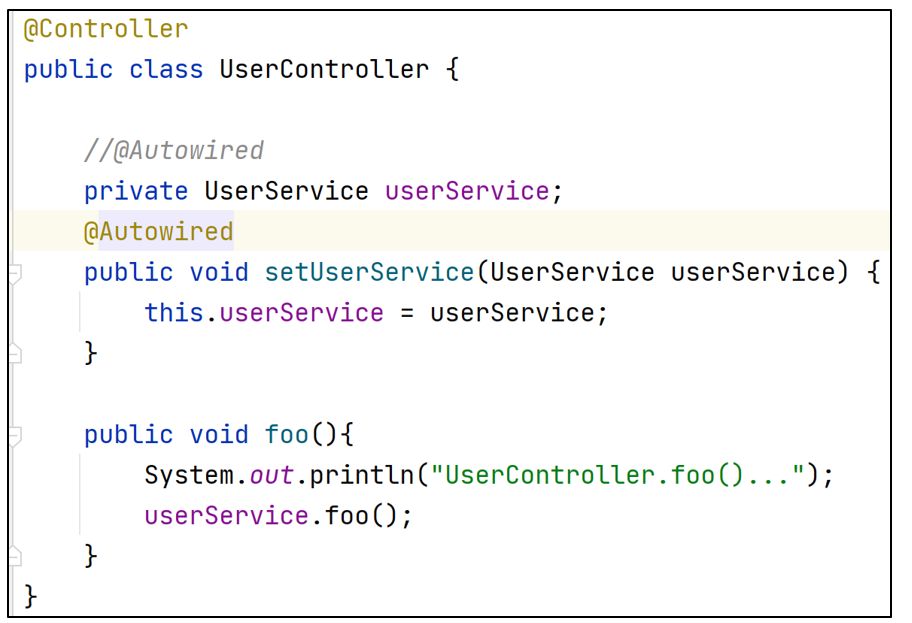 @Controller
public class UserController {
//@Autowired
private UserService userService;
@Autowired
public void setUserService(UserService userService) {
this.userService = userService;
}
public void foo(){
System.out.println("UserController.foo()...");
userService.foo();
}
}